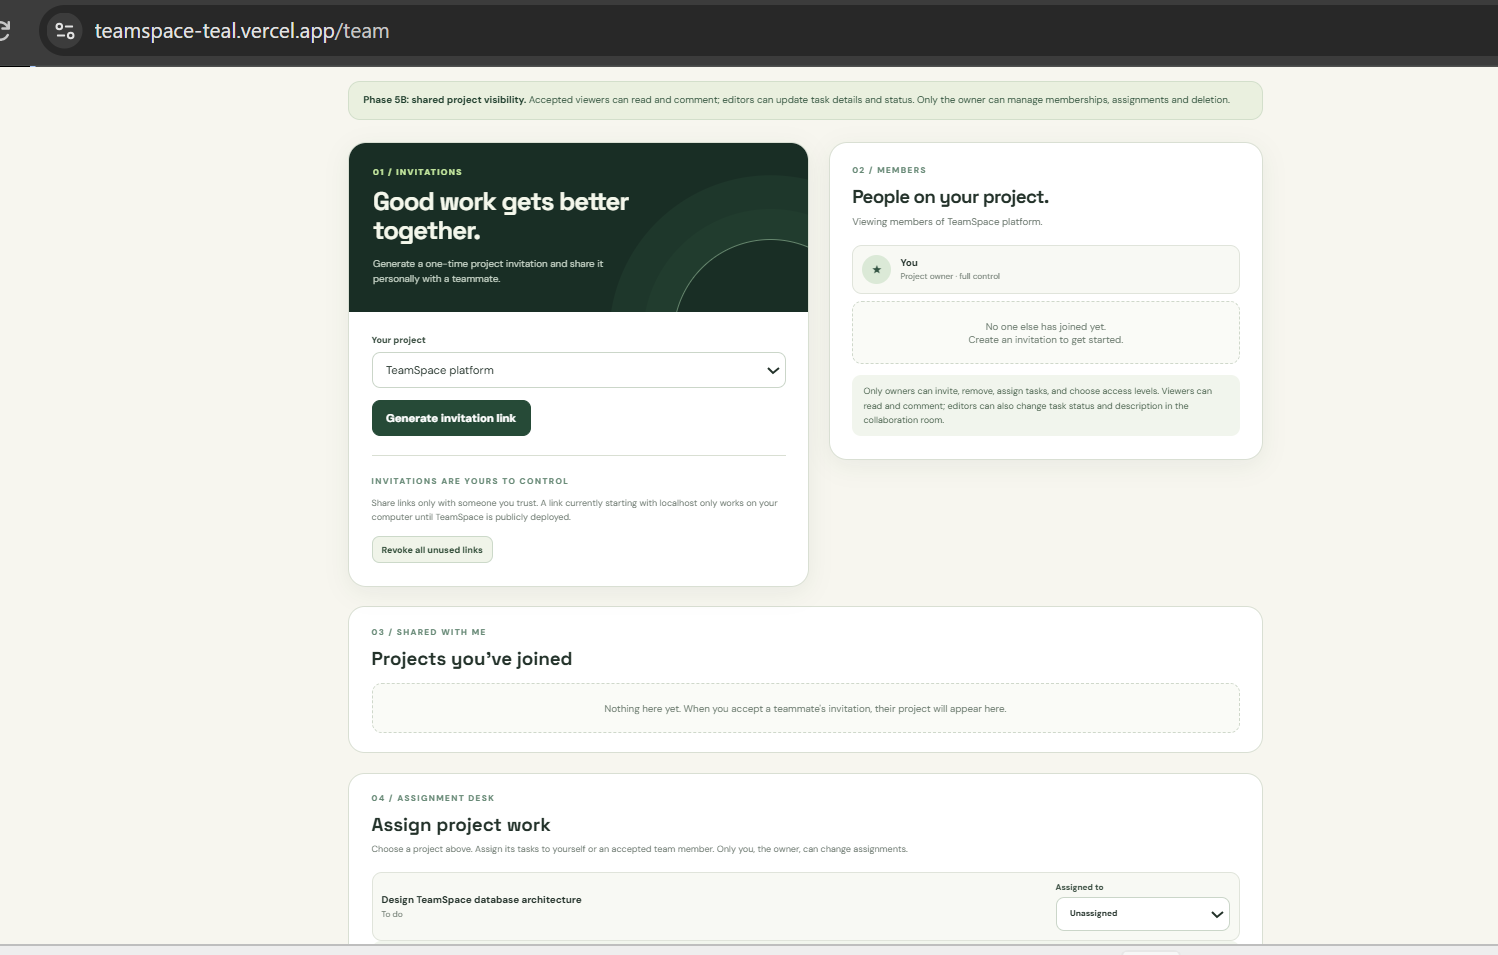 teamspace-teal.vercel.app/team
Phase 5B: shared project visibility. Accepted viewers can read and comment; editors can update task details and status. Only the owner can manage memberships, assignments and deletion.
01 / INVITATIONS
Good work gets better
together.
Generate a one-time project invitation and share it
personally with a teammate.
Your project
TeamSpace platform
Generate invitation link
INVITATIONS ARE YOURS TO CONTROL
Share links only with someone you trust. A link currently starting with localhost only works on your
computer until TeamSpace is publicly deployed.
Revoke all unused links
02 / MEMBERS
People on your project.
Viewing members of TeamSpace platform.
You
Project owner · full control
No one else has joined yet.
Create an invitation to get started.
Only owners can invite, remove, assign tasks, and choose access levels. Viewers can
read and comment; editors can also change task status and description in the
collaboration room.
03 / SHARED WITH ME
Projects you've joined
Nothing here yet. When you accept a teammate's invitation, their project will appear here.
04 / ASSIGNMENT DESK
Assign project work
Choose a project above. Assign its tasks to yourself or an accepted team member. Only you, the owner, can change assignments.
Design TeamSpace database architecture
To do
Assigned to
Unassigned